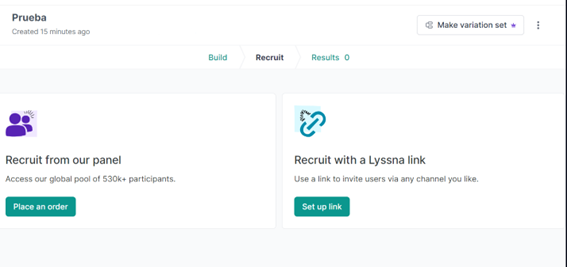 Prueba
Created 15 minutes ago
Make variation set
Build
Recruit
Results 0
Recruit from our panel
Access our global pool of 530k+ participants.
Place an order
Recruit with a Lyssna link
Use a link to invite users via any channel you like.
Set up link